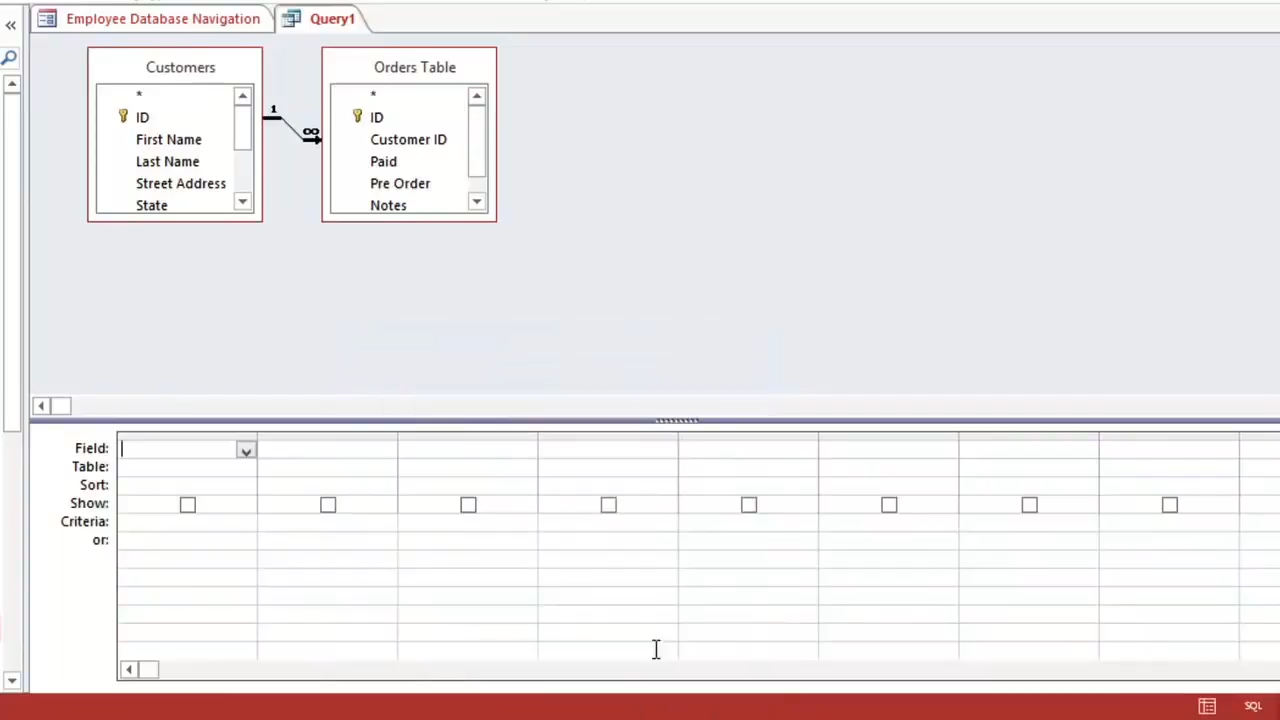 Employee Database Navigation
Query1
Customers
*
ID
First Name
Last Name
Street Address
State
1
∞
Orders Table
*
ID
Customer ID
Paid
Pre Order
Notes
Field:
Table:
Sort:
Show:
Criteria:
or:
SQL